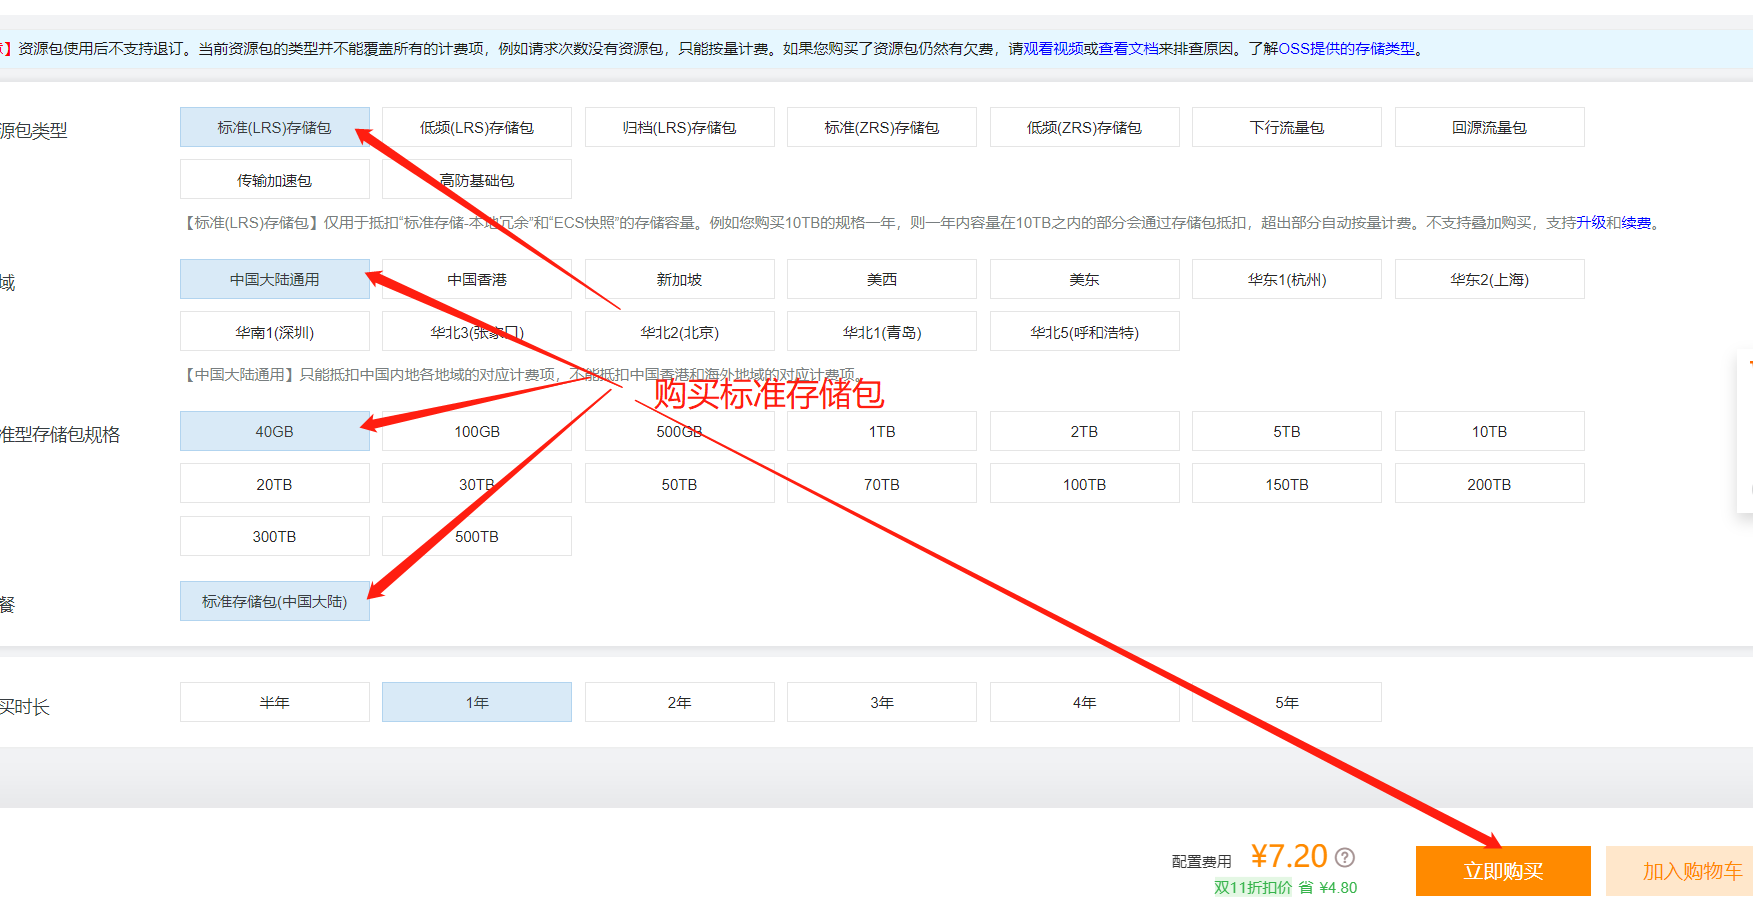 】资源包使用后不支持退订。当前资源包的类型并不能覆盖所有的计费项，例如请求次数没有资源包，只能按量计费。如果您购买了资源包仍然有欠费，请观看视频或查看文档来排查原因。了解OSS提供的存储类型。
源包类型
标准(LRS)存储包 低频(LRS)存储包 归档(LRS)存储包 标准(ZRS)存储包 低频(ZRS)存储包 下行流量包 回源流量包
传输加速包 高防基础包
【标准(LRS)存储包】仅用于抵扣“标准存储-本地冗余”和“ECS快照”的存储容量。例如您购买10TB的规格一年，则一年内容量在10TB之内的部分会通过存储包抵扣，超出部分自动按量计费。不支持叠加购买，支持升级和续费。
域
中国大陆通用 中国香港 新加坡 美西 美东 华东1(杭州) 华东2(上海)
华南1(深圳) 华北3(张家口) 华北2(北京) 华北1(青岛) 华北5(呼和浩特)
【中国大陆通用】只能抵扣中国内地各地域的对应计费项，不能抵扣中国香港和海外地域的对应计费项。
购买标准存储包
准型存储包规格
40GB 100GB 500GB 1TB 2TB 5TB 10TB
20TB 30TB 50TB 70TB 100TB 150TB 200TB
300TB 500TB
餐
标准存储包(中国大陆)
买时长
半年 1年 2年 3年 4年 5年
配置费用 ¥7.20 ?
双11折扣价 省 ¥4.80
立即购买 加入购物车